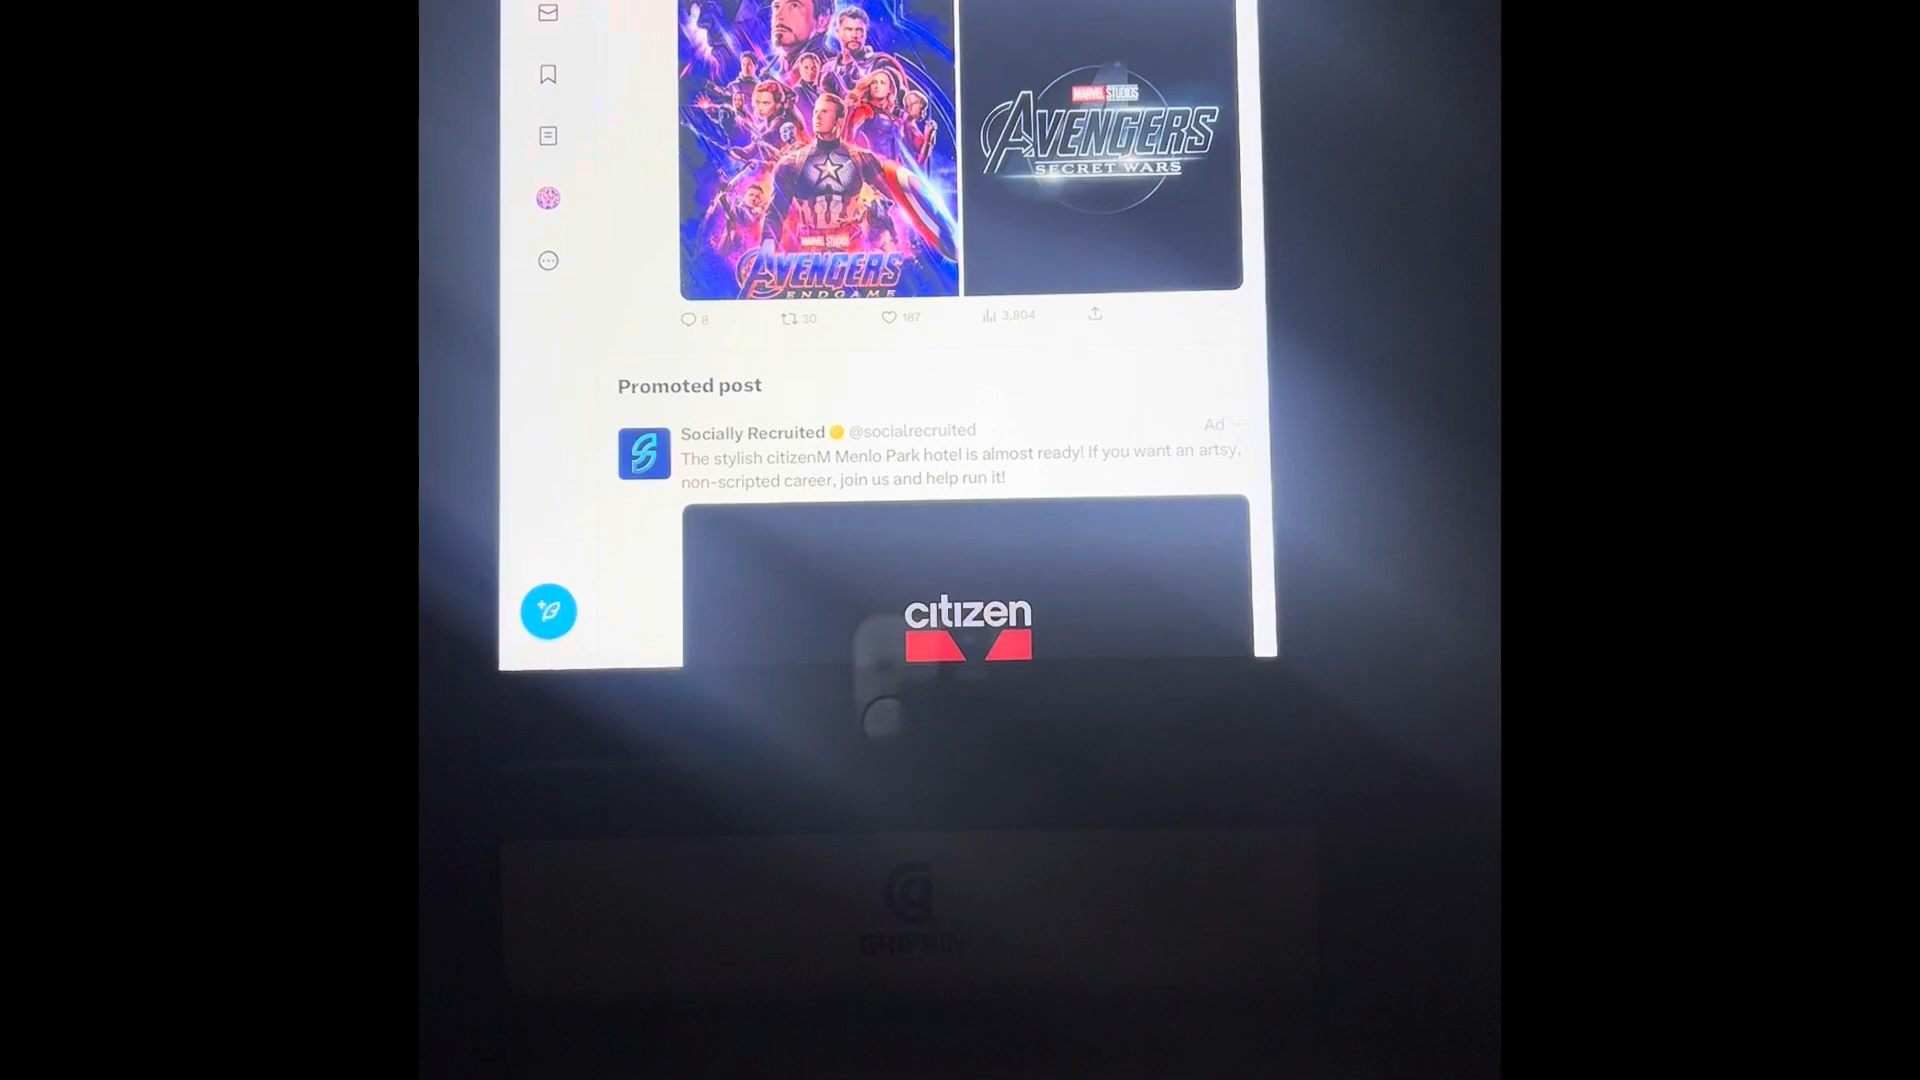 MARVEL STUDIOS
AVENGERS
ENDGAME
MARVEL STUDIOS
AVENGERS
SECRET WARS
8 30 187 3,804
Promoted post
Socially Recruited @socialrecruited Ad
The stylish citizenM Menlo Park hotel is almost ready! If you want an artsy,
non-scripted career, join us and help run it!
citizen
GRIFFIN